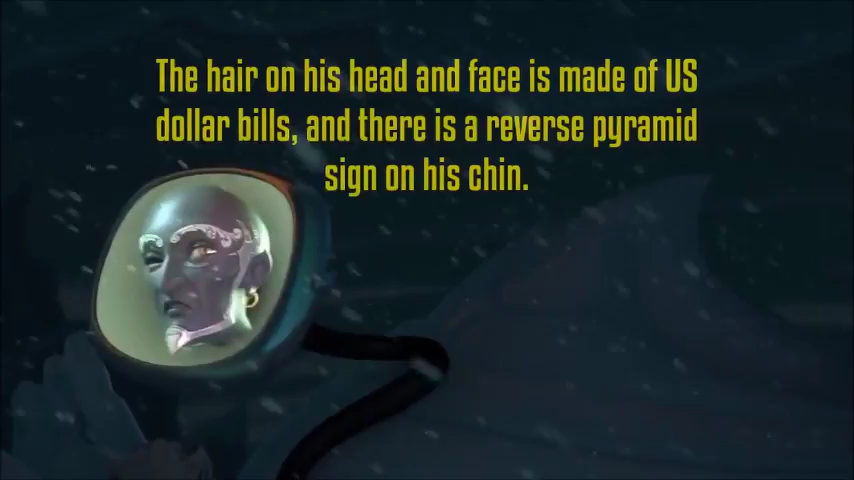 The hair on his head and face is made of US
dollar bills, and there is a reverse pyramid
sign on his chin.